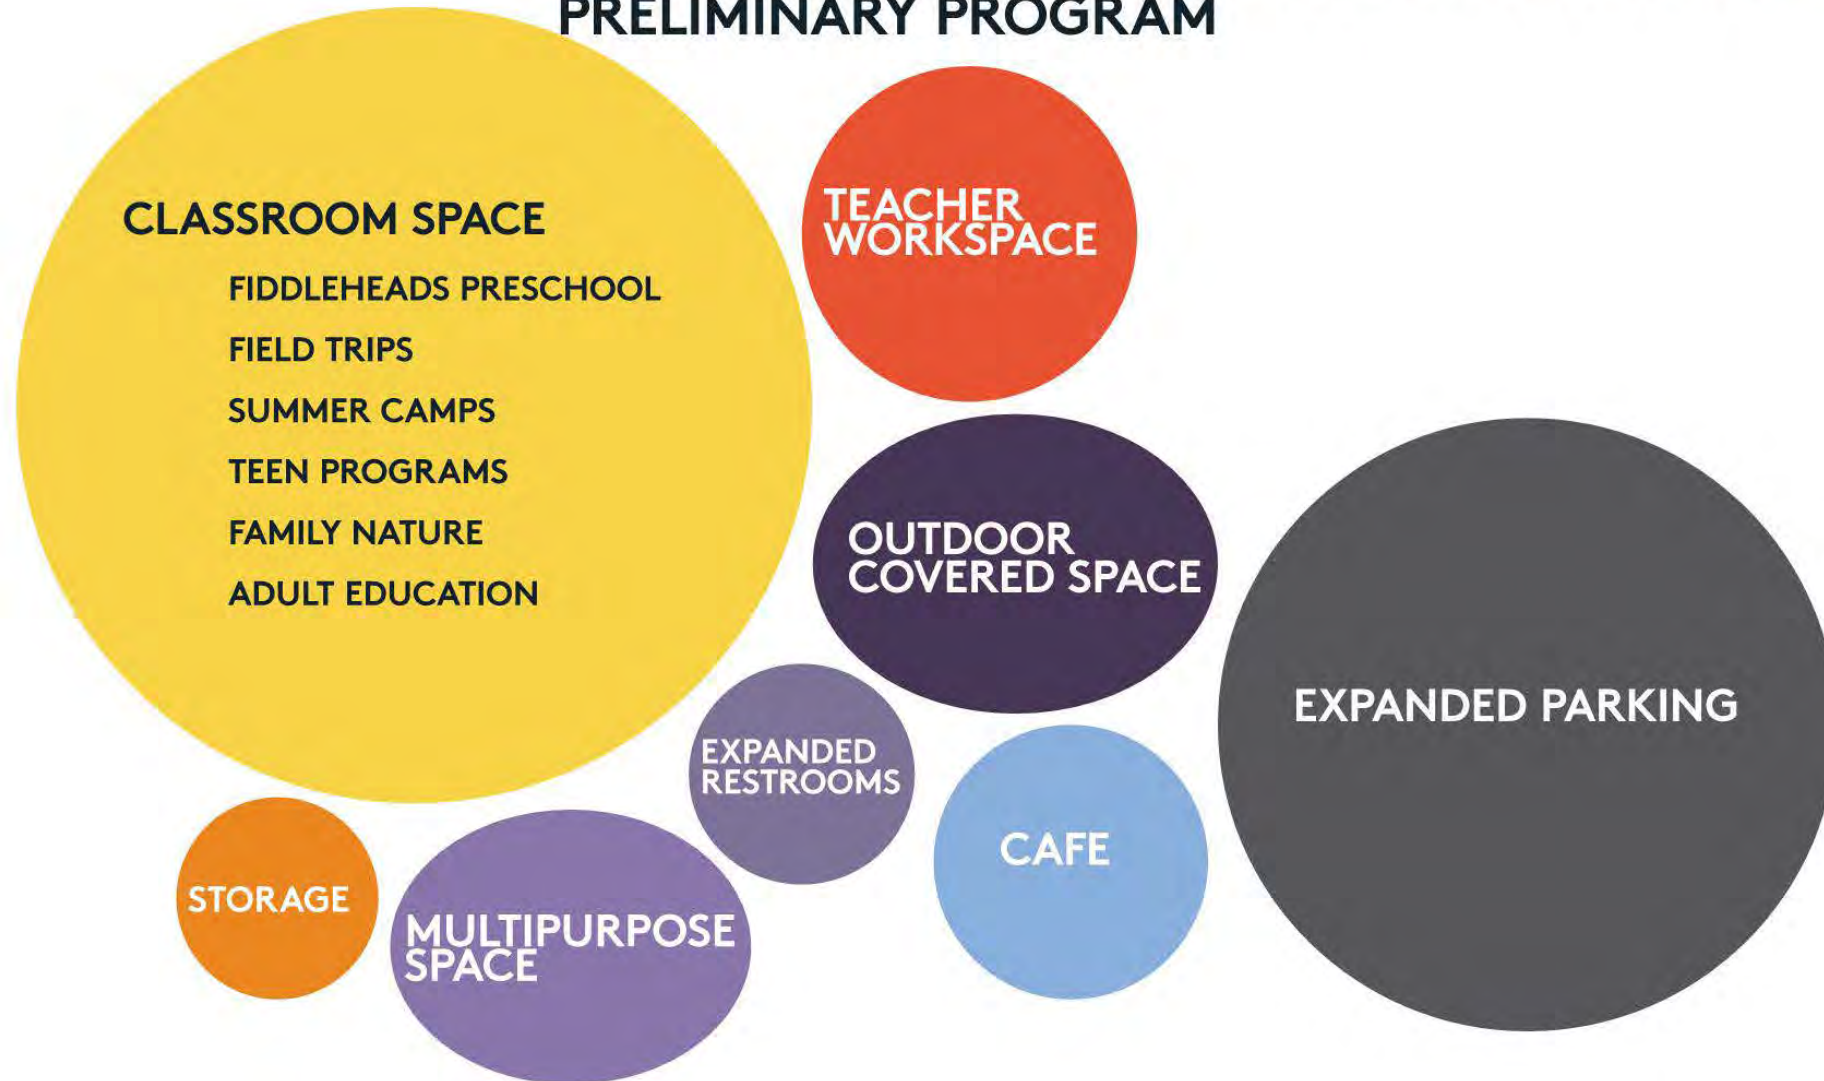 PRELIMINARY PROGRAM
CLASSROOM SPACE
FIDDLEHEADS PRESCHOOL
FIELD TRIPS
SUMMER CAMPS
TEEN PROGRAMS
FAMILY NATURE
ADULT EDUCATION
TEACHER
WORKSPACE
OUTDOOR
COVERED SPACE
EXPANDED PARKING
EXPANDED
RESTROOMS
CAFE
STORAGE
MULTIPURPOSE
SPACE